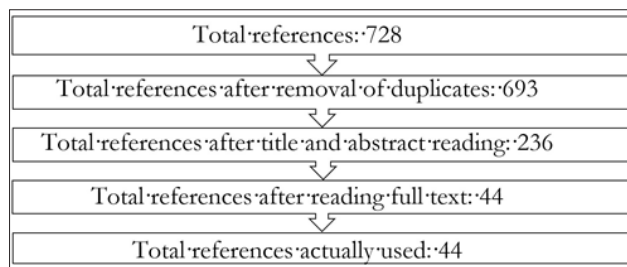 Total·references:·728
Total·references·after·removal·of·duplicates:·693
Total·references·after·title·and·abstract·reading:·236
Total·references·after·reading·full·text:·44
Total·references·actually·used:·44